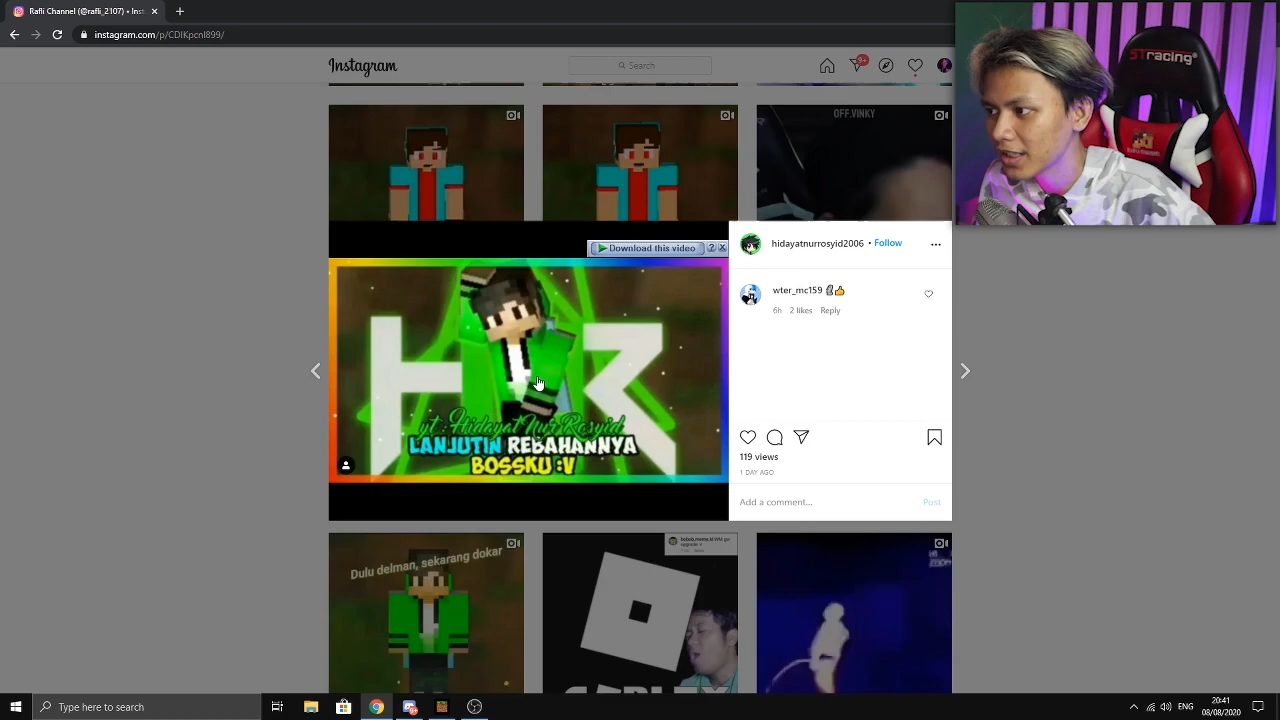 Rafli Channel (@rafli_2107) • Inst
instagram.com/p/CDlKpcnI899/
Instagram
Search
9+
STracing
OFF.VINKY
Download this video
hidayatnurrosyid2006 • Follow
wter_mc159 🗿👍
6h 2 likes Reply
yt : Hidayat Nur Rosyid
LANJUTIN REBAHANNYA
BOSSKU :V
119 views
1 DAY AGO
Add a comment... Post
Dulu delman, sekarang dokar
Type here to search
ENG
20:41
08/08/2020